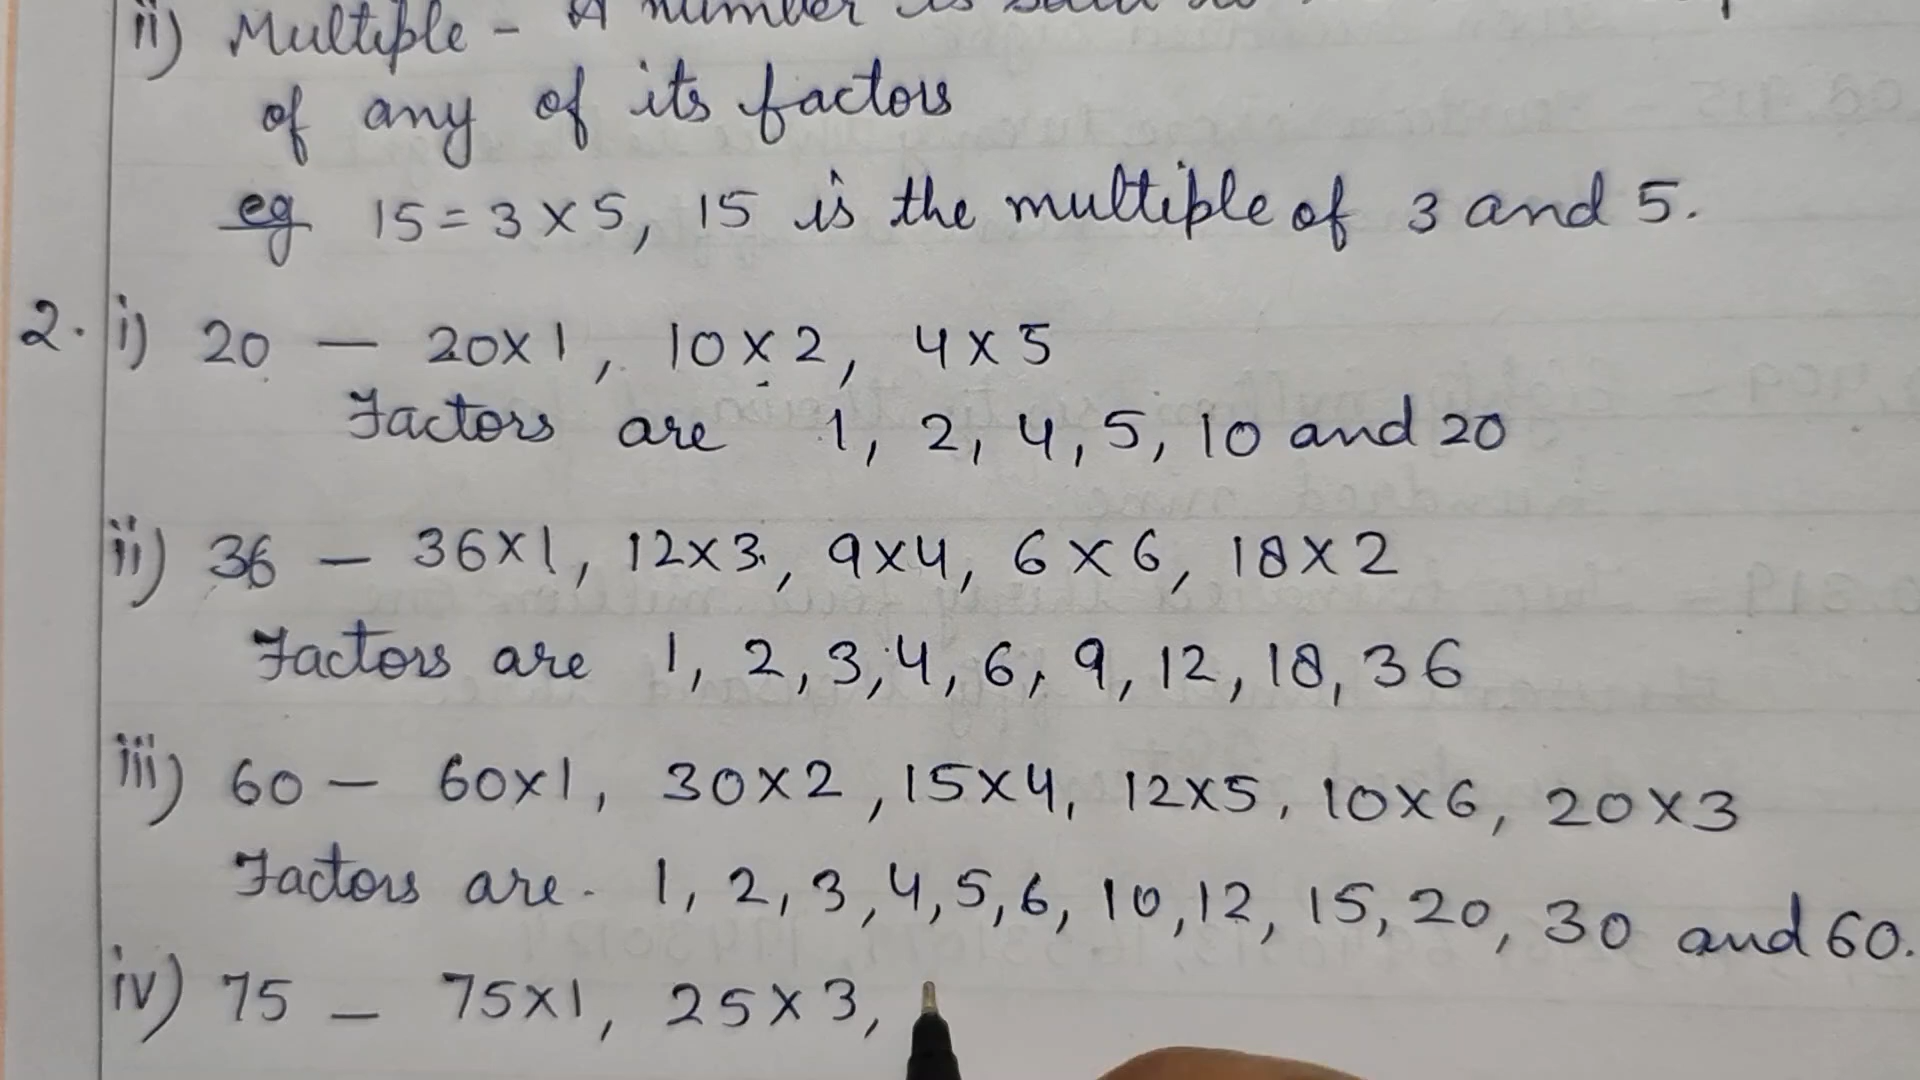 ii) Multiple - A number is said to
of any of its factors
eg 15 = 3 x 5, 15 is the multiple of 3 and 5.
2. i) 20 — 20x1, 10x2, 4x5
Factors are 1, 2, 4, 5, 10 and 20
ii) 36 — 36x1, 12x3, 9x4, 6x6, 18x2
Factors are 1, 2, 3, 4, 6, 9, 12, 18, 36
iii) 60 — 60x1, 30x2, 15x4, 12x5, 10x6, 20x3
Factors are - 1, 2, 3, 4, 5, 6, 10, 12, 15, 20, 30 and 60.
iv) 75 — 75x1, 25x3,